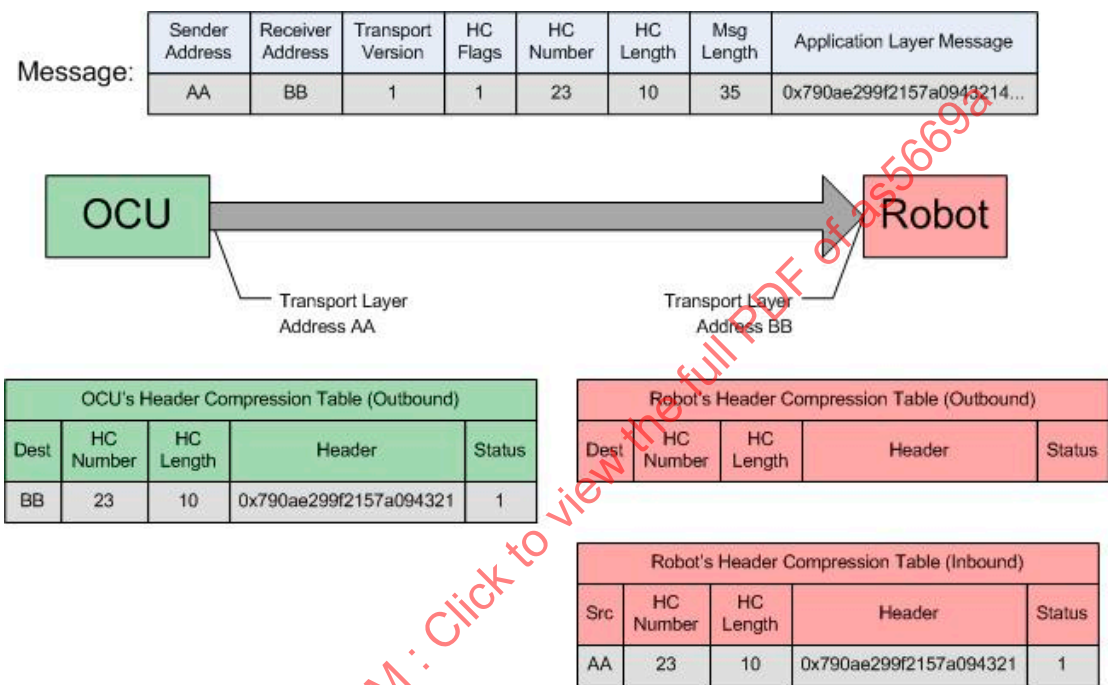 Message:
Sender Address | Receiver Address | Transport Version | HC Flags | HC Number | HC Length | Msg Length | Application Layer Message
AA | BB | 1 | 1 | 23 | 10 | 35 | 0x790ae299f2157a0943214...
OCU
Robot
Transport Layer
Address AA
Transport Layer
Address BB
OCU's Header Compression Table (Outbound)
Dest | HC Number | HC Length | Header | Status
BB | 23 | 10 | 0x790ae299f2157a094321 | 1
Robot's Header Compression Table (Outbound)
Dest | HC Number | HC Length | Header | Status
Robot's Header Compression Table (Inbound)
Src | HC Number | HC Length | Header | Status
AA | 23 | 10 | 0x790ae299f2157a094321 | 1
M : Click to view the full PDF of as5669a